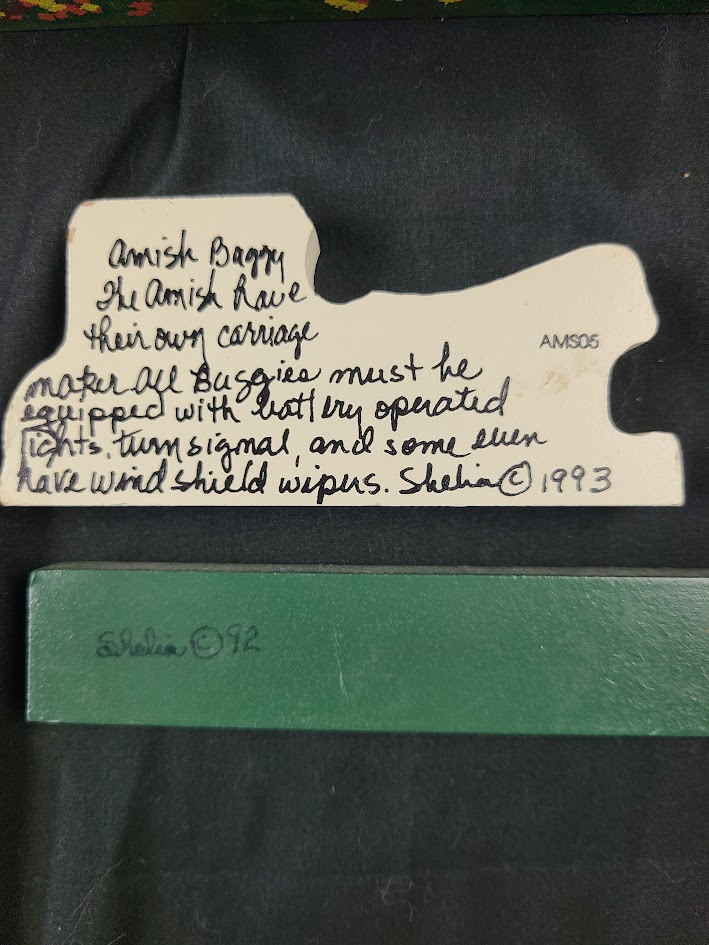 Amish Buggy
The Amish have
their own carriage
AMS05
maker All Buggies must be
equipped with battery operated
lights, turn signal, and some even
have wind shield wipers. Shelia © 1993
Shelia © 92